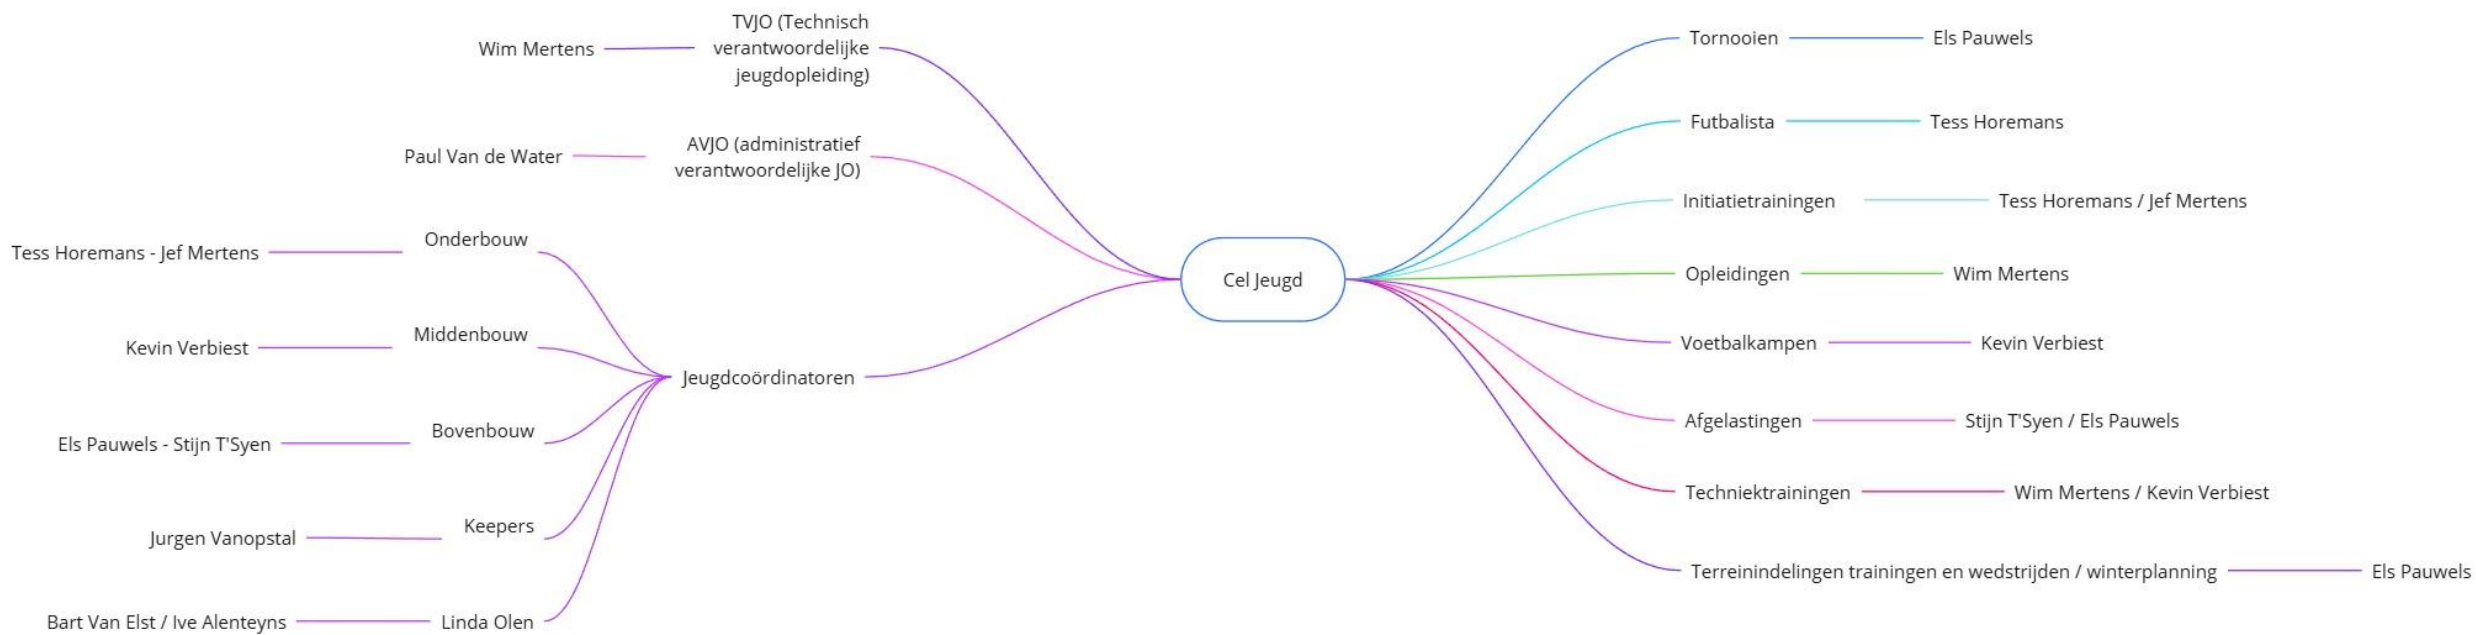 Wim Mertens
TVJO (Technisch
verantwoordelijke
jeugdopleiding)
Paul Van de Water
AVJO (administratief
verantwoordelijke JO)
Tess Horemans - Jef Mertens
Onderbouw
Kevin Verbiest
Middenbouw
Els Pauwels - Stijn T'Syen
Bovenbouw
Jurgen Vanopstal
Keepers
Bart Van Elst / Ive Alenteyns
Linda Olen
Jeugdcoördinatoren
Cel Jeugd
Tornooien
Els Pauwels
Futbalista
Tess Horemans
Initiatietrainingen
Tess Horemans / Jef Mertens
Opleidingen
Wim Mertens
Voetbalkampen
Kevin Verbiest
Afgelastingen
Stijn T'Syen / Els Pauwels
Techniektrainingen
Wim Mertens / Kevin Verbiest
Terreinindelingen trainingen en wedstrijden / winterplanning
Els Pauwels